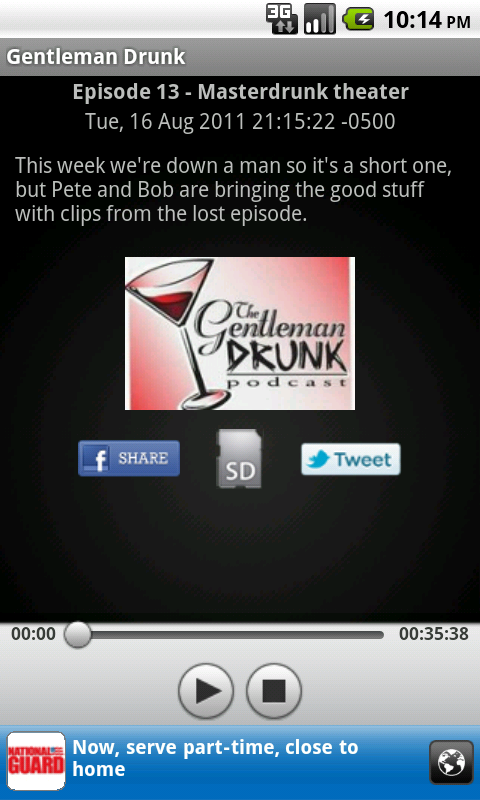 3G
10:14 PM
Gentleman Drunk
Episode 13 - Masterdrunk theater
Tue, 16 Aug 2011 21:15:22 -0500
This week we're down a man so it's a short one,
but Pete and Bob are bringing the good stuff
with clips from the lost episode.
The
Gentleman
DRUNK
podcast
f SHARE
SD
Tweet
00:00
00:35:38
NATIONAL
GUARD
Now, serve part-time, close to
home